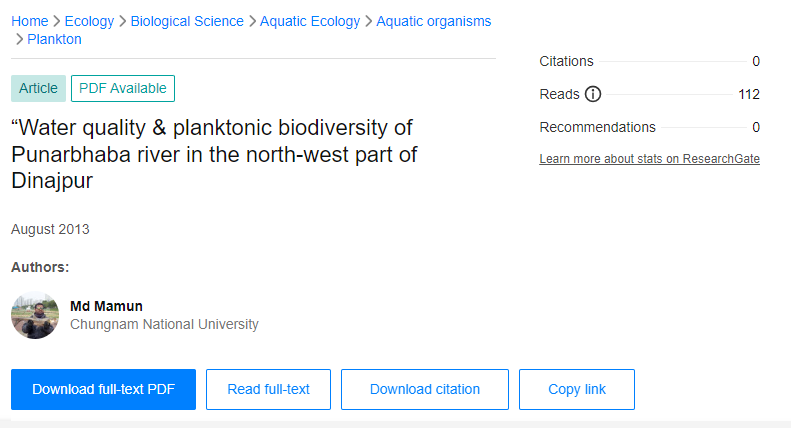 Home > Ecology > Biological Science > Aquatic Ecology > Aquatic organisms
> Plankton
Article PDF Available
“Water quality & planktonic biodiversity of
Punarbhaba river in the north-west part of
Dinajpur
August 2013
Authors:
Md Mamun
Chungnam National University
Download full-text PDF
Read full-text
Download citation
Copy link
Citations 0
Reads 112
Recommendations 0
Learn more about stats on ResearchGate